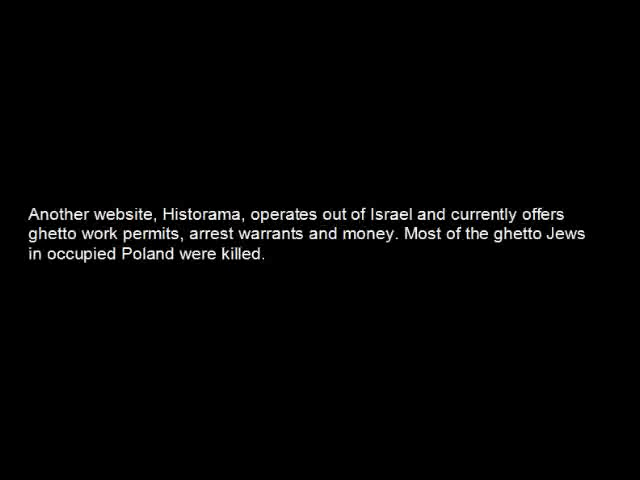 Another website, Historama, operates out of Israel and currently offers
ghetto work permits, arrest warrants and money. Most of the ghetto Jews
in occupied Poland were killed.